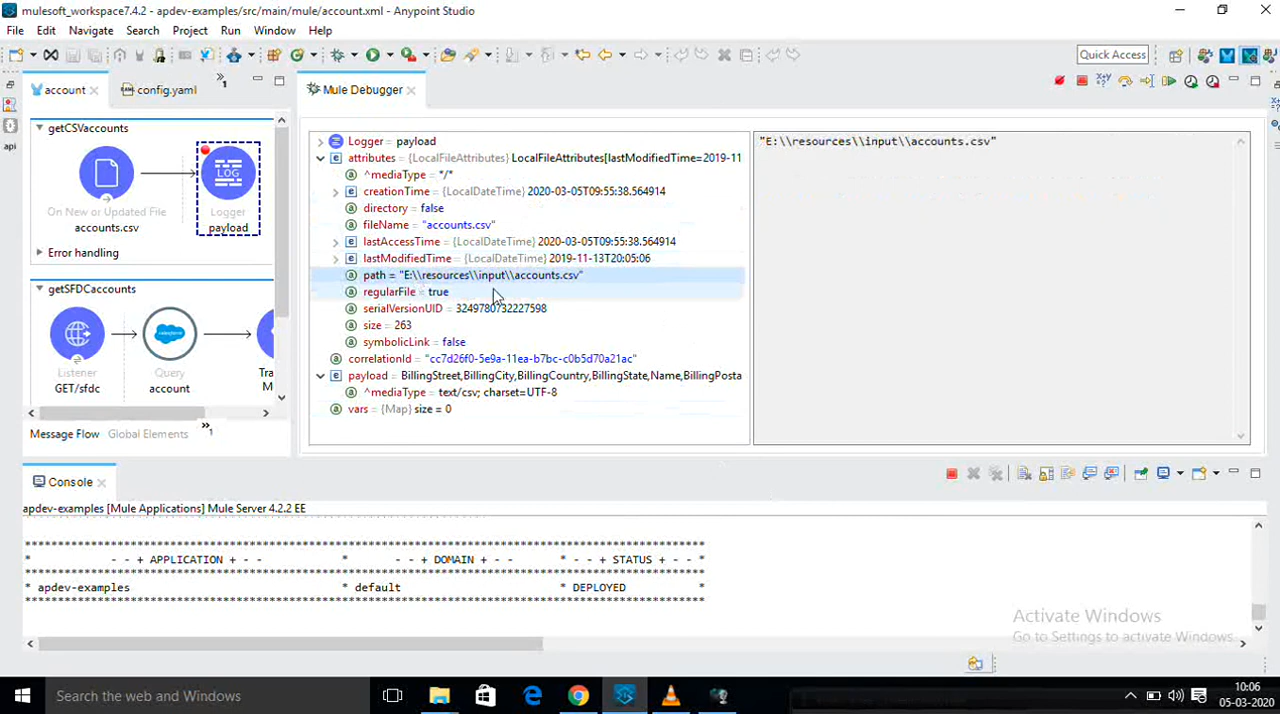 mulesoft_workspace7.4.2 - apdev-examples/src/main/mule/account.xml - Anypoint Studio
File Edit Navigate Search Project Run Window Help
Quick Access
account
config.yaml
1
Mule Debugger
api
getCSVaccounts
LOG
On New or Updated File
accounts.csv
Logger
payload
Error handling
getSFDCaccounts
Listener
GET/sfdc
salesforce
Query
account
Tra
M
Message Flow Global Elements
1
Logger = payload
attributes = {LocalFileAttributes} LocalFileAttributes[lastModifiedTime=2019-11
^mediaType = */*
creationTime = {LocalDateTime} 2020-03-05T09:55:38.564914
directory = false
fileName = "accounts.csv"
lastAccessTime = {LocalDateTime} 2020-03-05T09:55:38.564914
lastModifiedTime = {LocalDateTime} 2019-11-13T20:05:06
path = "E:\\resources\\input\\accounts.csv"
regularFile = true
serialVersionUID = 3249780732227598
size = 263
symbolicLink = false
correlationId = "cc7d26f0-5e9a-11ea-b7bc-c0b5d70a21ac"
payload = BillingStreet,BillingCity,BillingCountry,BillingState,Name,BillingPosta
^mediaType = text/csv; charset=UTF-8
vars = {Map} size = 0
"E:\\resources\\input\\accounts.csv"
Console
apdev-examples [Mule Applications] Mule Server 4.2.2 EE
*******************************************************************************
* - - + APPLICATION + - - * - - + DOMAIN + - - * - - + STATUS + - - *
*******************************************************************************
* apdev-examples * default * DEPLOYED *
*******************************************************************************
Activate Windows
Go to Settings to activate Windows.
Search the web and Windows
10:06
05-03-2020